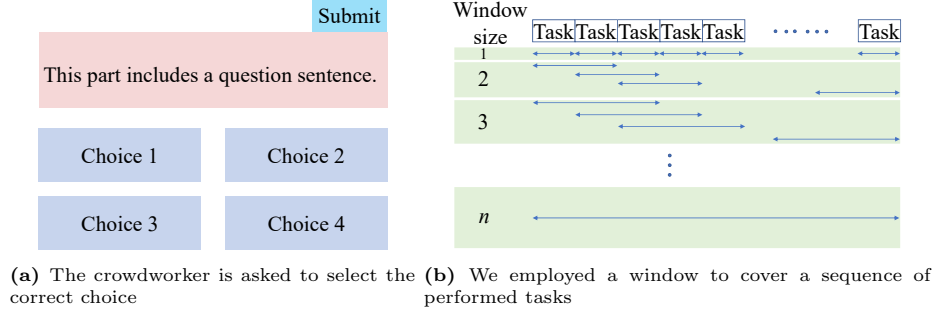 Submit
This part includes a question sentence.
Choice 1
Choice 2
Choice 3
Choice 4
(a) The crowdworker is asked to select the
correct choice
Window
size
Task Task Task Task Task ...... Task
1
2
3
⋮
n
(b) We employed a window to cover a sequence of
performed tasks